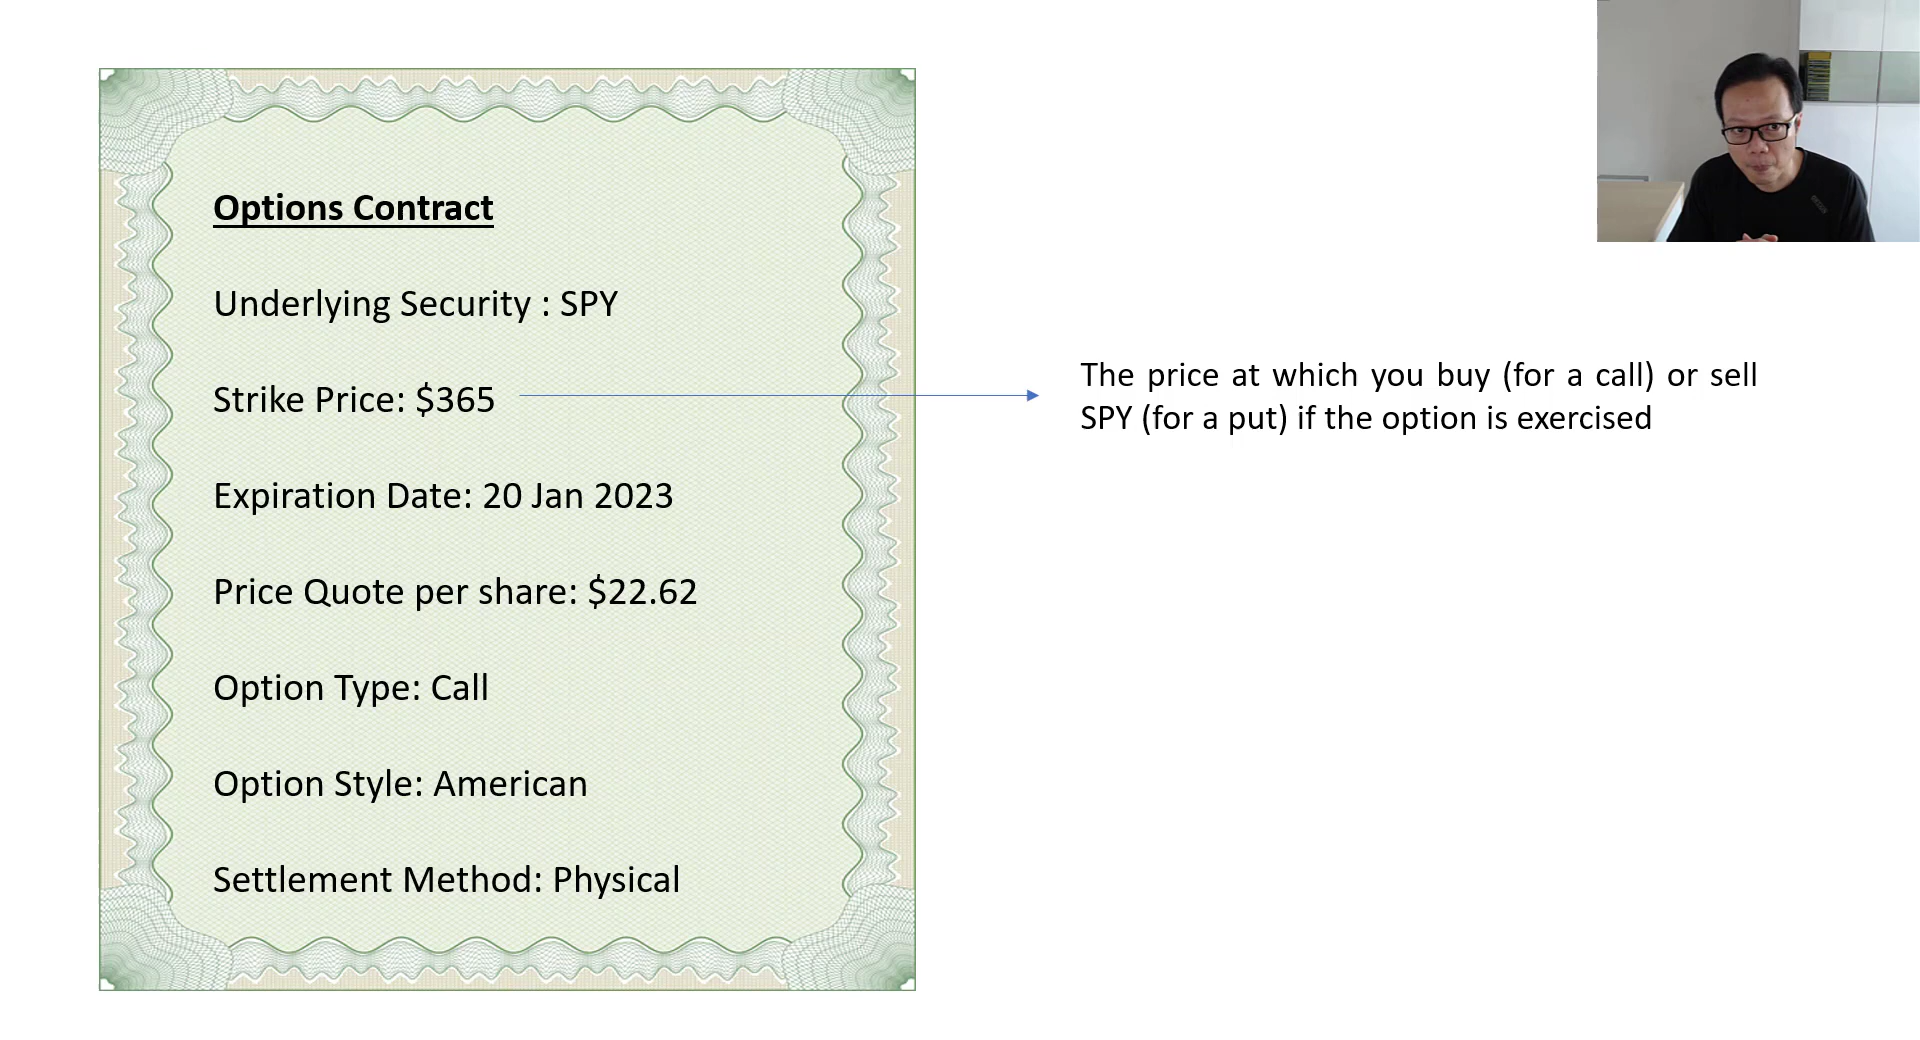 Options Contract
Underlying Security : SPY
Strike Price: $365
The price at which you buy (for a call) or sell
SPY (for a put) if the option is exercised
Expiration Date: 20 Jan 2023
Price Quote per share: $22.62
Option Type: Call
Option Style: American
Settlement Method: Physical